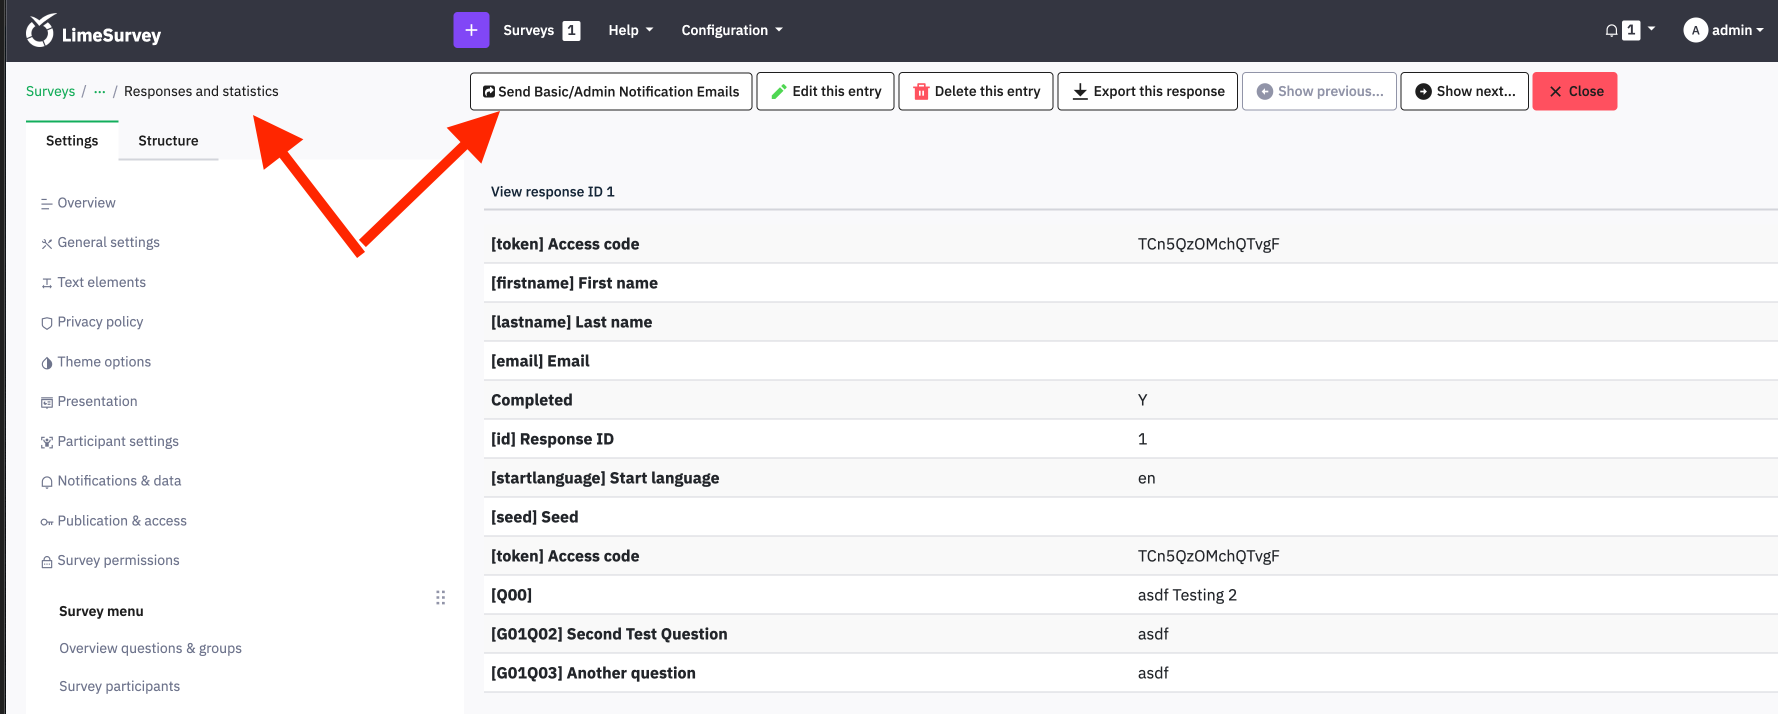 LimeSurvey
+ Surveys 1 Help Configuration
1 A admin
Surveys / ... / Responses and statistics
Send Basic/Admin Notification Emails Edit this entry Delete this entry Export this response Show previous... Show next... Close
Settings Structure
Overview
General settings
Text elements
Privacy policy
Theme options
Presentation
Participant settings
Notifications & data
Publication & access
Survey permissions
Survey menu
Overview questions & groups
Survey participants
View response ID 1
[token] Access code TCn5QzOMchQTvgF
[firstname] First name
[lastname] Last name
[email] Email
Completed Y
[id] Response ID 1
[startlanguage] Start language en
[seed] Seed
[token] Access code TCn5QzOMchQTvgF
[Q00] asdf Testing 2
[G01Q02] Second Test Question asdf
[G01Q03] Another question asdf